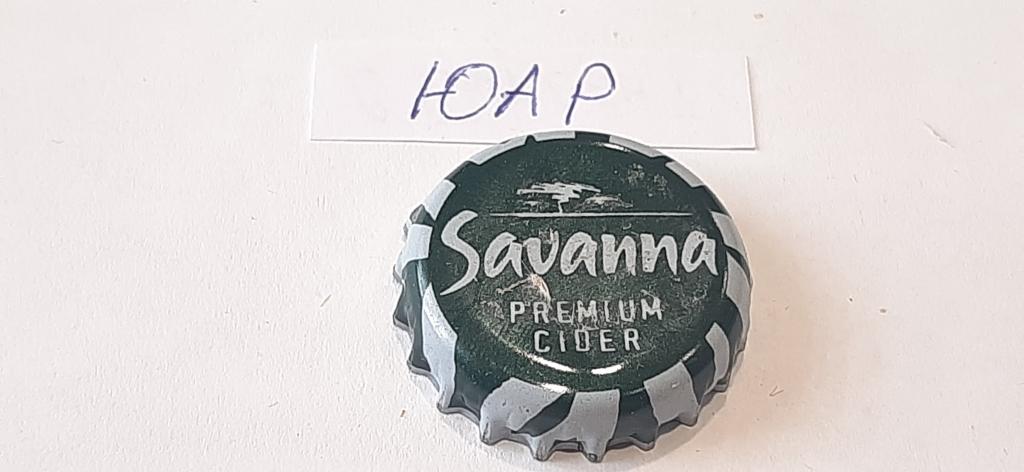 ЮАР
Savanna
PREMIUM
CIDER